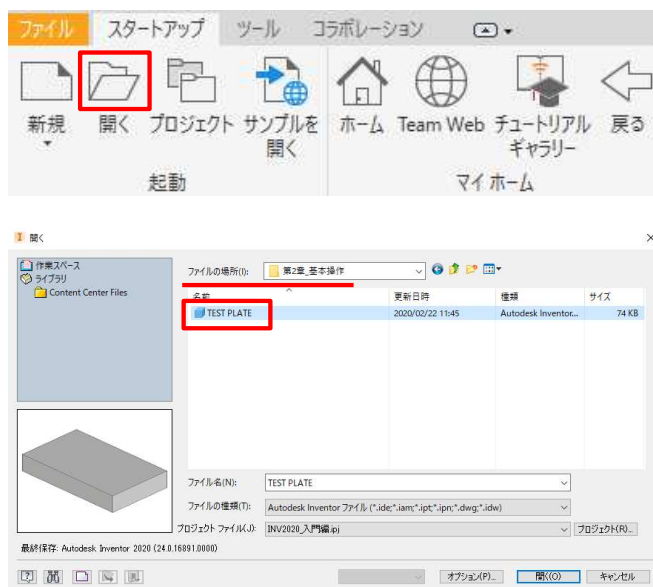 ファイル スタートアップ ツール コラボレーション
新規 開く プロジェクト サンプルを開く ホーム Team Web チュートリアル ギャラリー 戻る
起動 マイ ホーム
開く
作業スペース
ライブラリ
Content Center Files
ファイルの場所(I): 第2章_基本操作
名前 更新日時 種類 サイズ
TEST PLATE 2020/02/22 11:45 Autodesk Inventor... 74 KB
ファイル名(N): TEST PLATE
ファイルの種類(T): Autodesk Inventor ファイル (*.ide;*.iam;*.ipt;*.ipn;*.dwg;*.idw)
プロジェクト ファイル(J): INV2020_入門編.ipj プロジェクト(R)...
最終保存: Autodesk Inventor 2020 (24.0.16891.0000)
オプション(P)... 開く(O) キャンセル